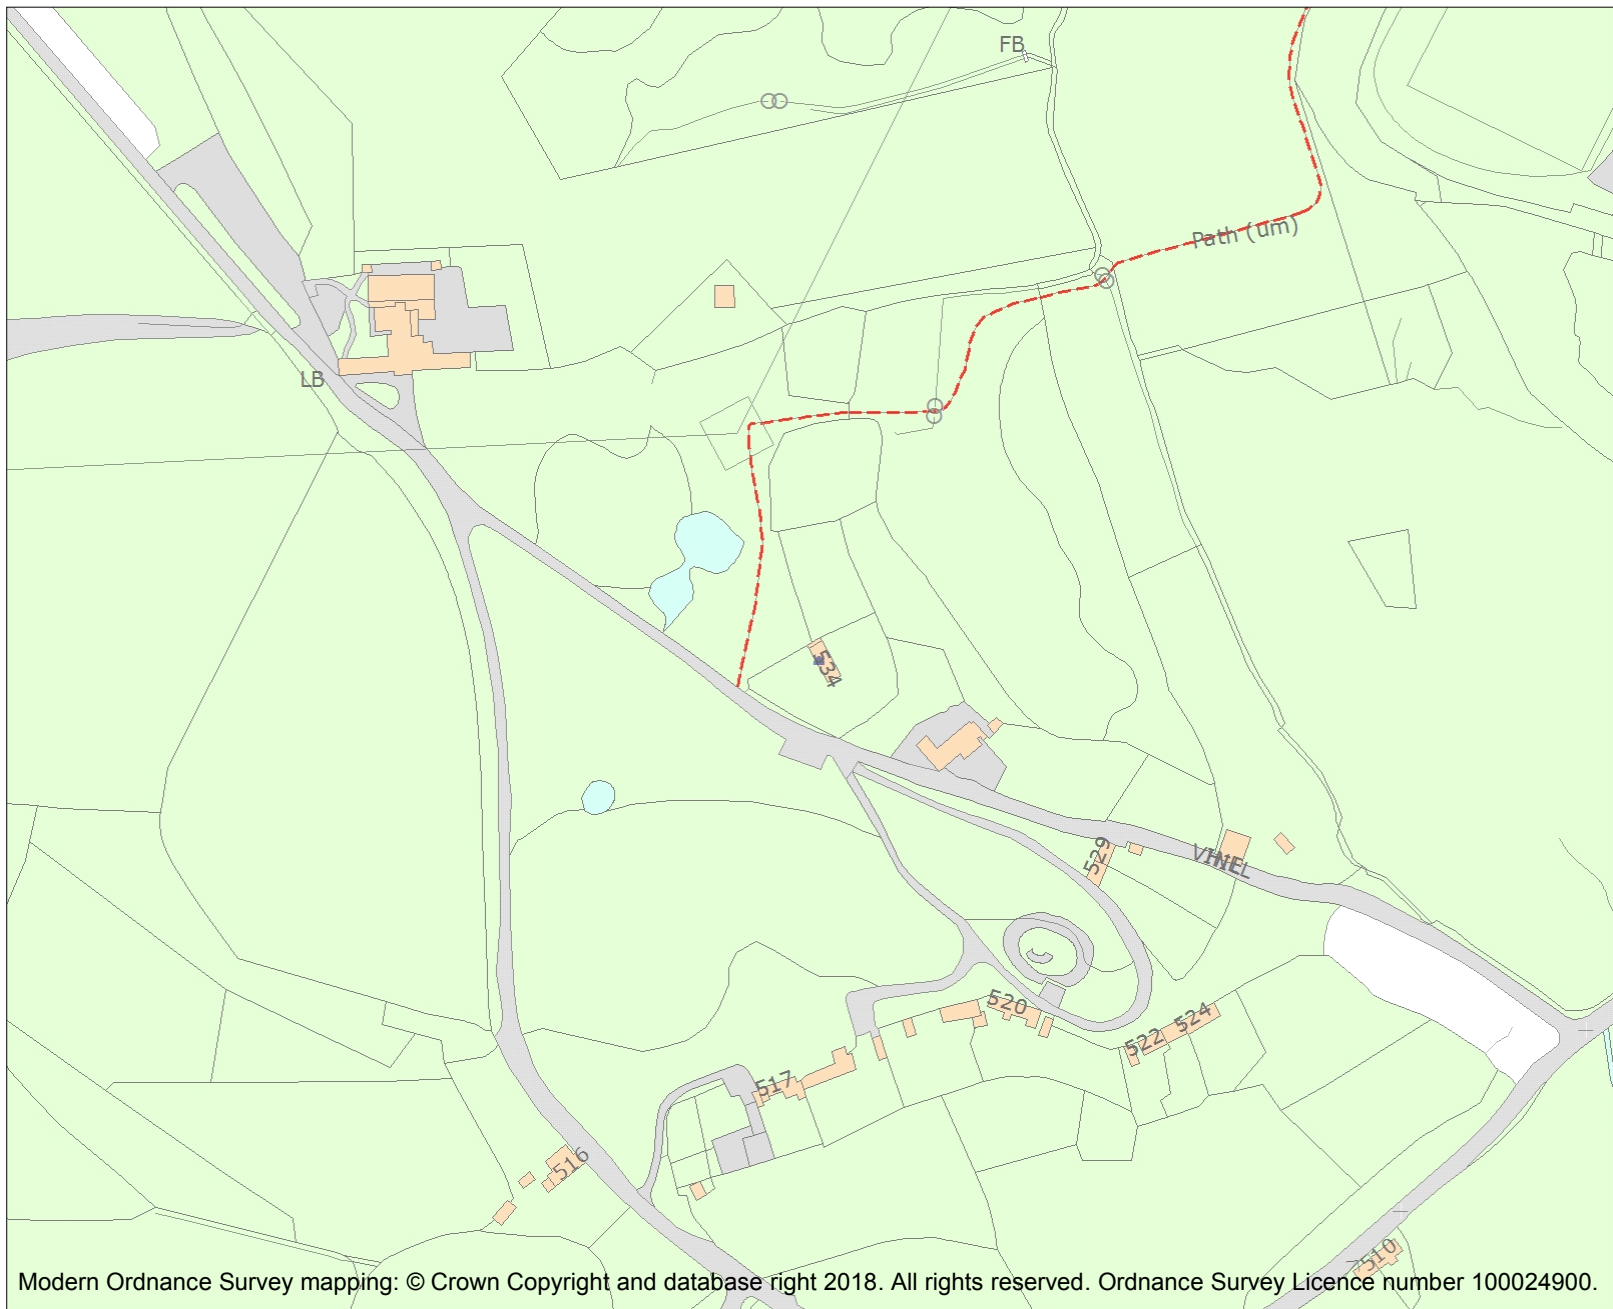 FB
Path (um)
LB
534
529
520
522
524
517
516
510
Modern Ordnance Survey mapping: © Crown Copyright and database right 2018. All rights reserved. Ordnance Survey Licence number 100024900.